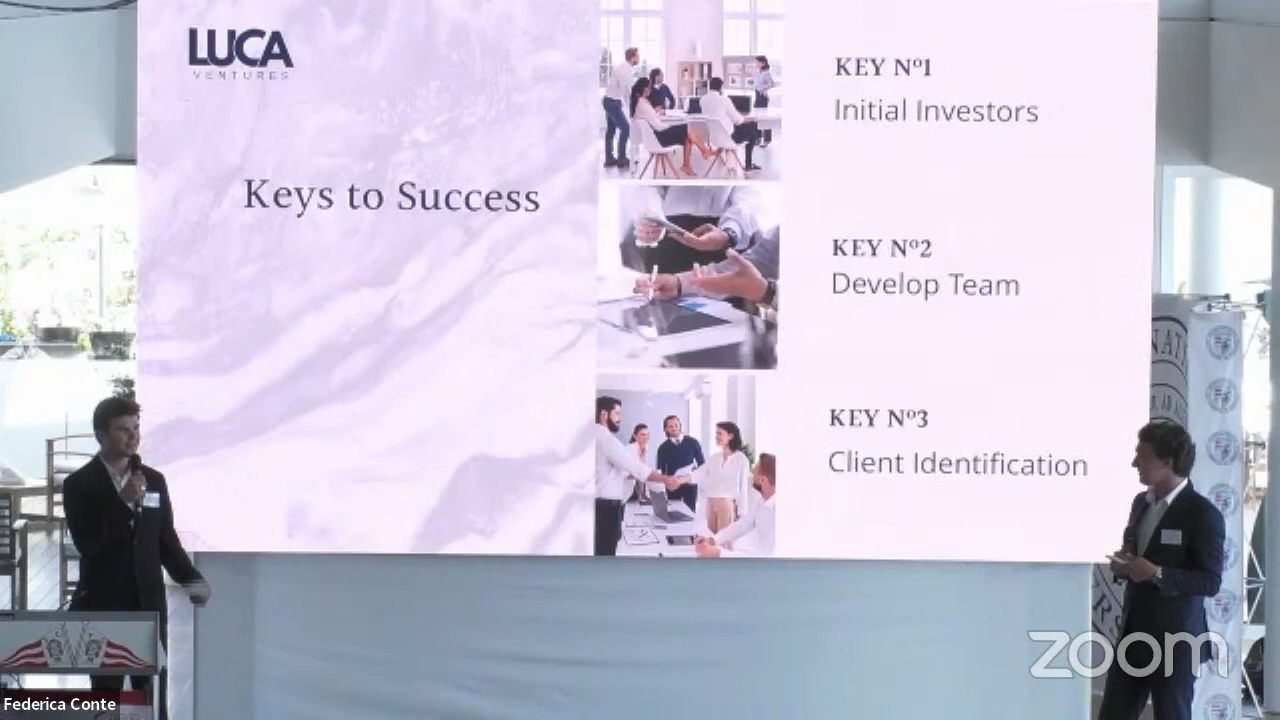 LUCA
VENTURES
Keys to Success
KEY Nº1
Initial Investors
KEY Nº2
Develop Team
KEY Nº3
Client Identification
zoom
Federica Conte